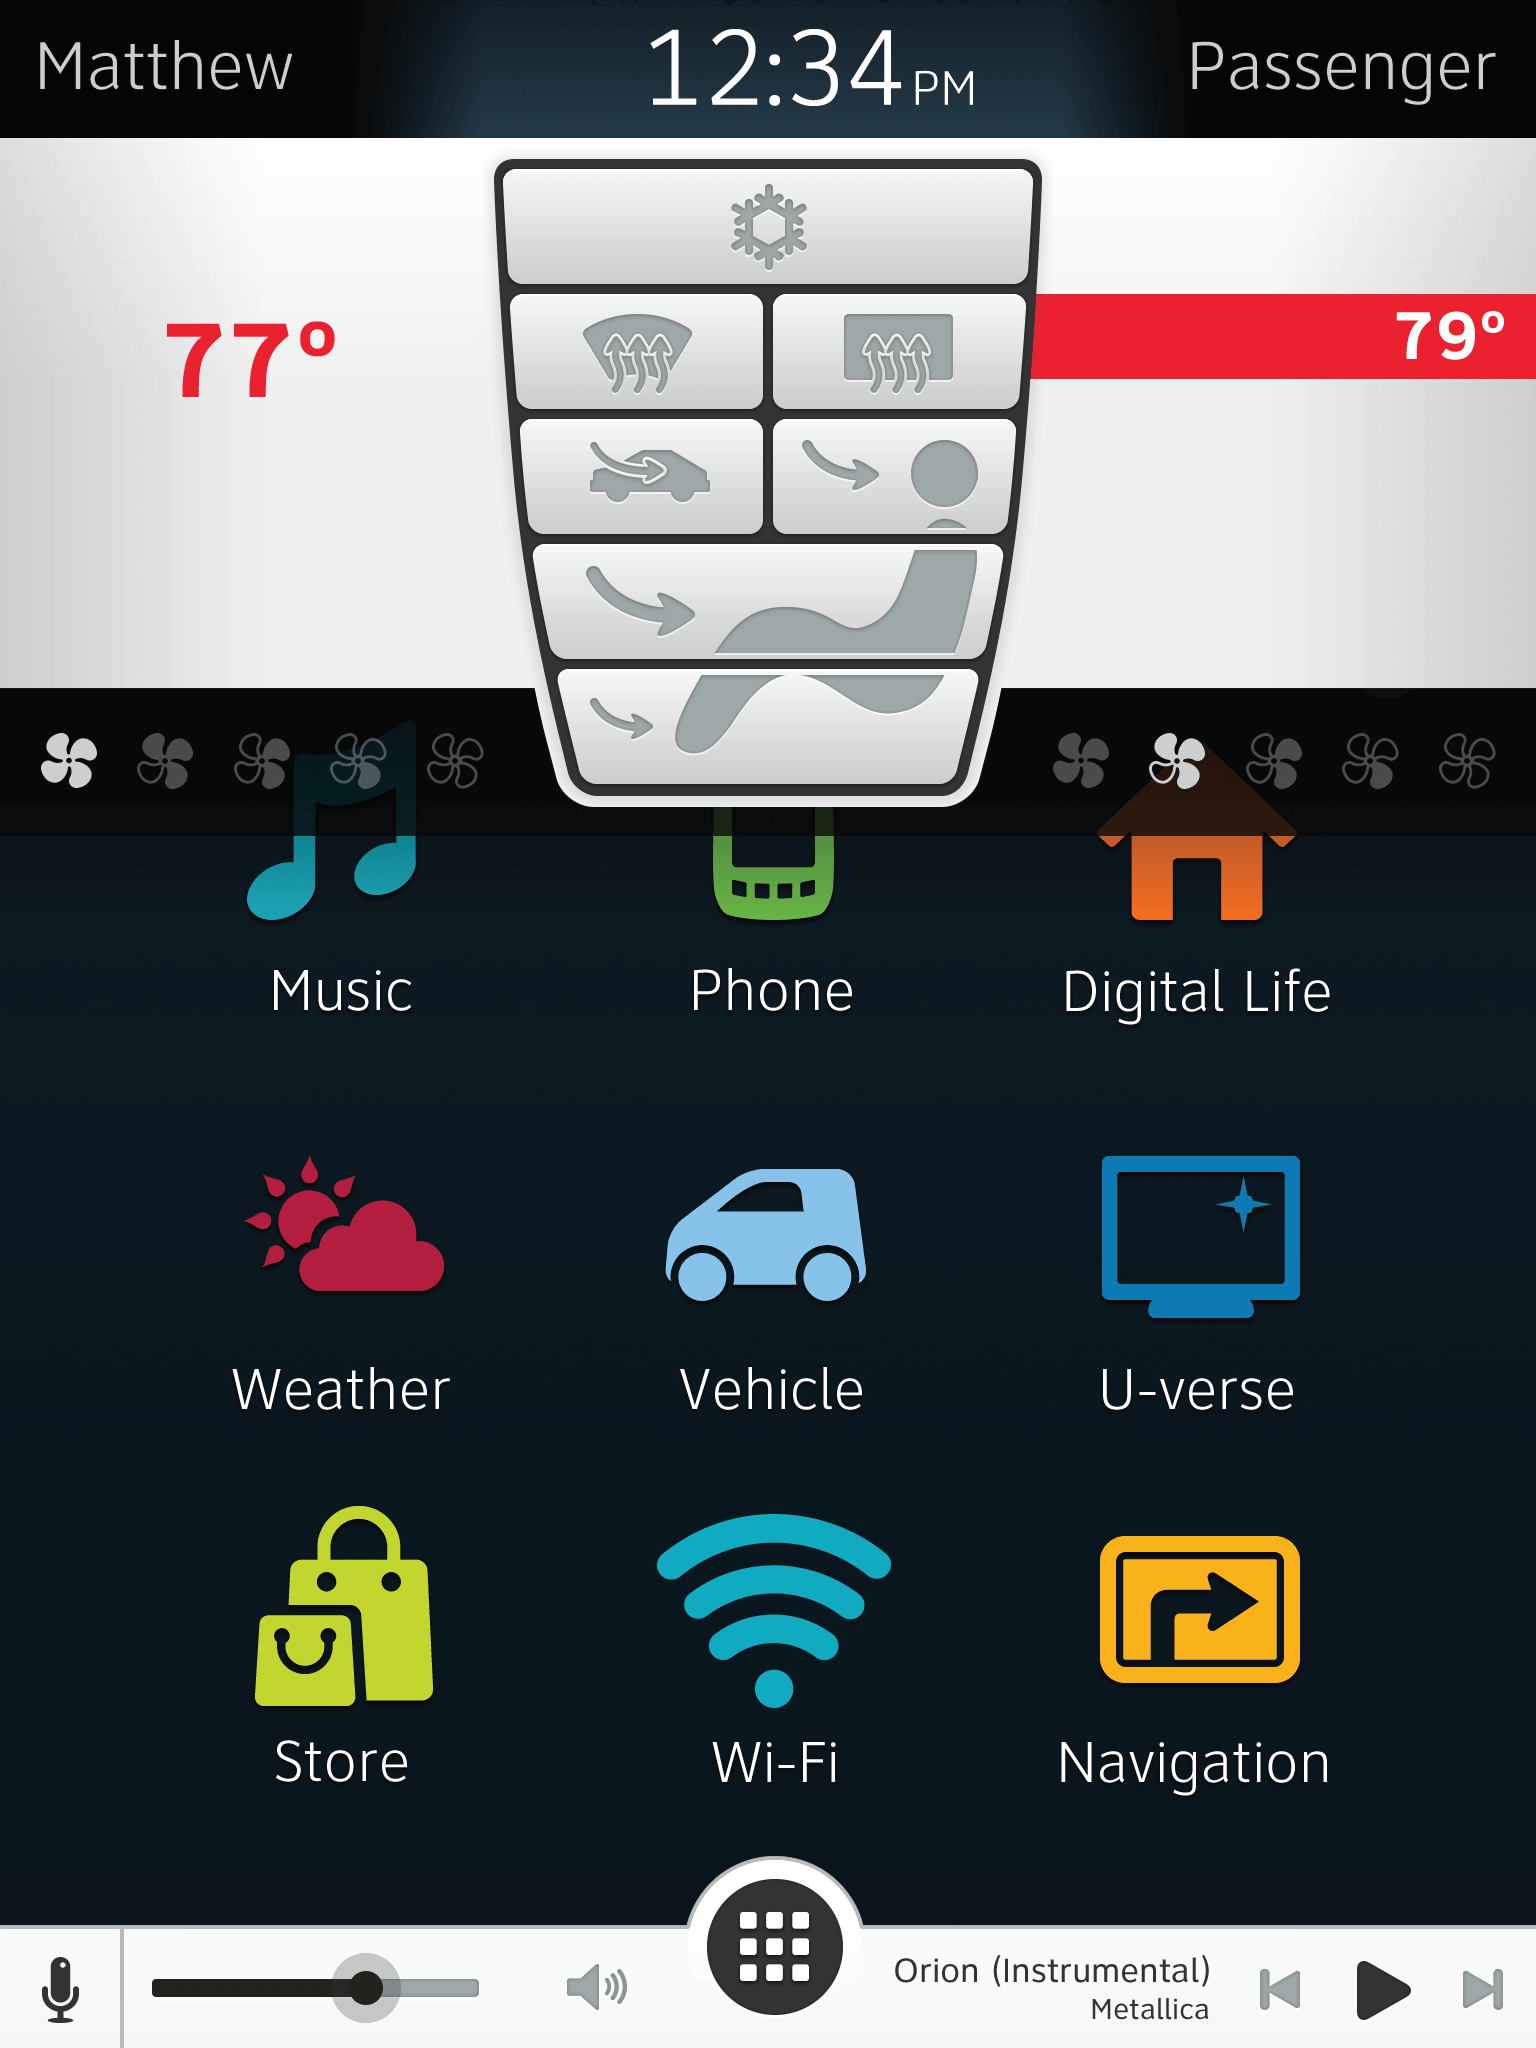 Matthew
12:34 PM
Passenger
77°
79°
Music
Phone
Digital Life
Weather
Vehicle
U-verse
Store
Wi-Fi
Navigation
Orion (Instrumental)
Metallica